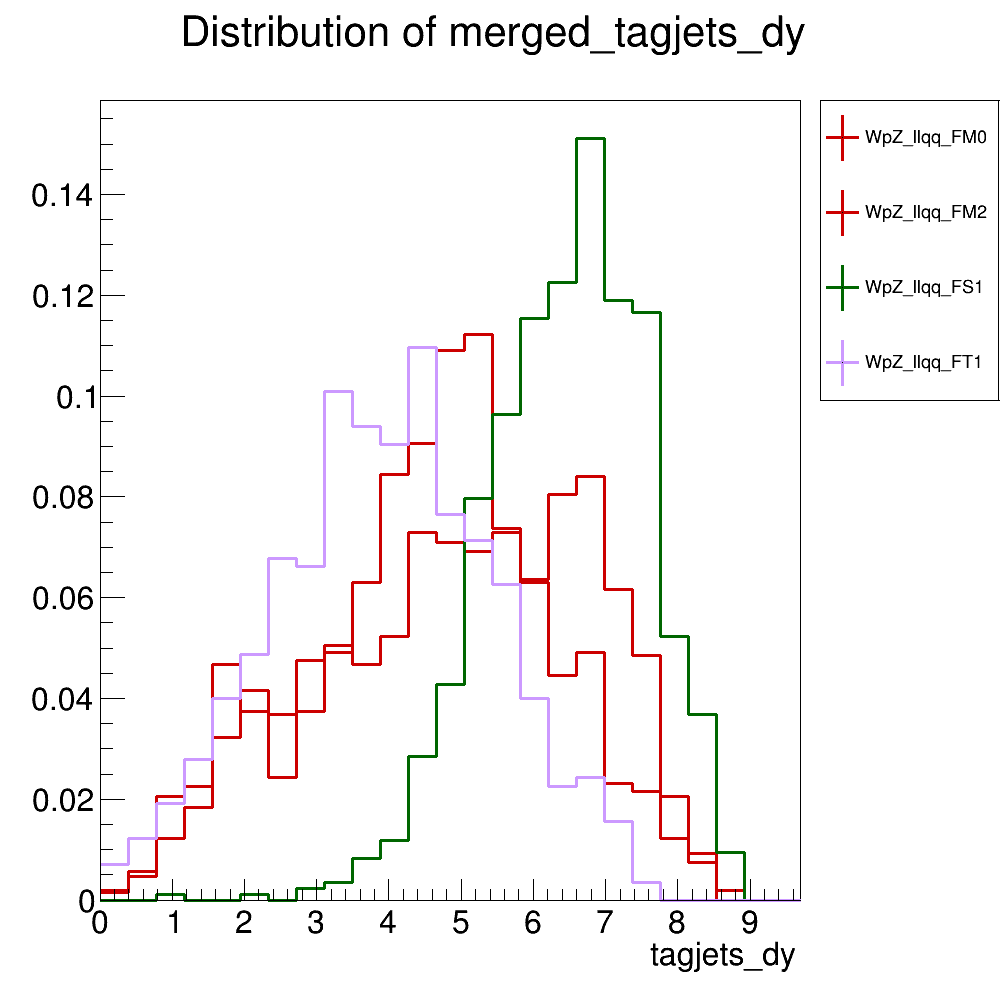 Distribution of merged_tagjets_dy
WpZ_llqq_FM0
WpZ_llqq_FM2
WpZ_llqq_FS1
WpZ_llqq_FT1
0.14
0.12
0.1
0.08
0.06
0.04
0.02
0
0 1 2 3 4 5 6 7 8 9
tagjets_dy